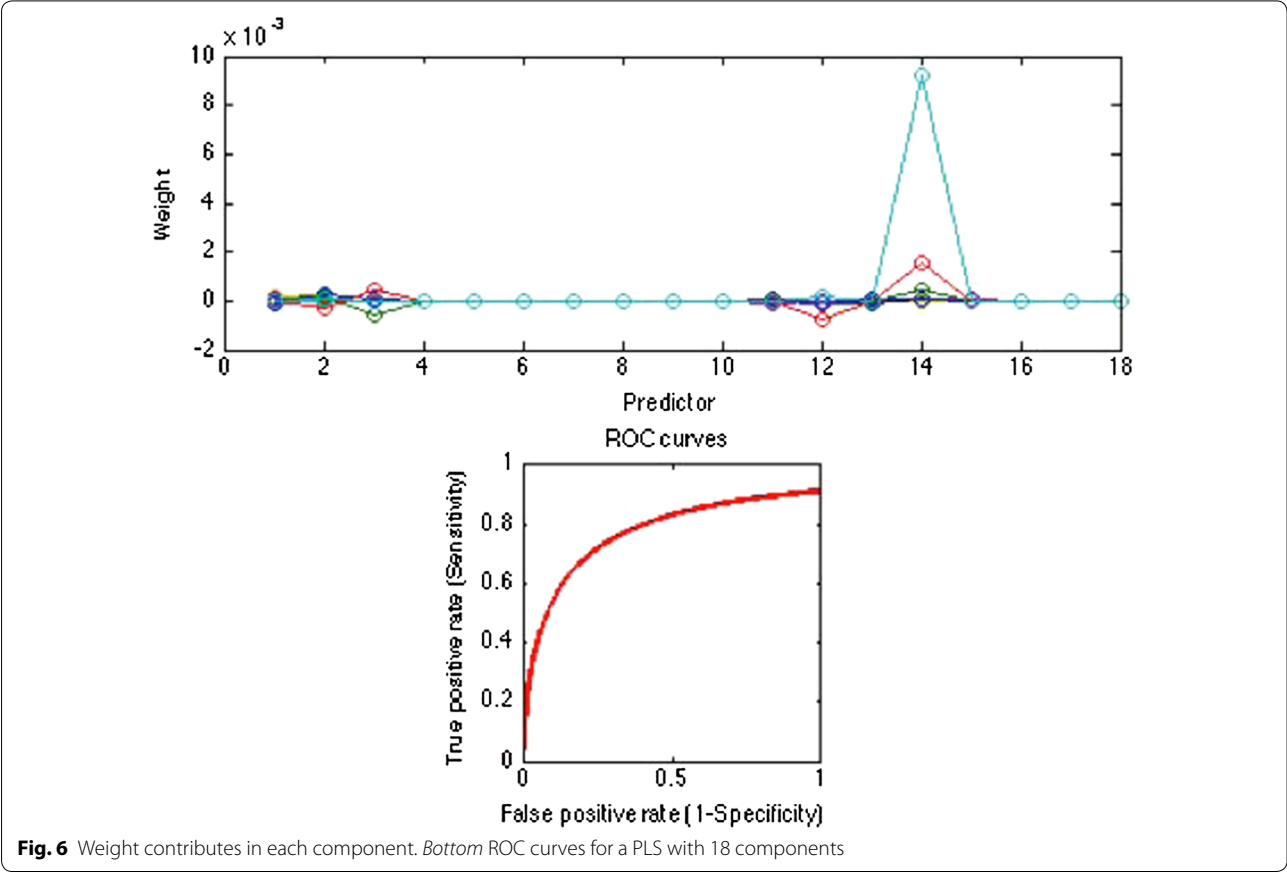 × 10 -3
10
8
6
4
2
0
-2
Weight
0 2 4 6 8 10 12 14 16 18
Predictor
ROC curves
1
0.8
0.6
0.4
0.2
0
True positive rate (Sensitivity)
0 0.5 1
False positive rate (1-Specificity)
Fig. 6 Weight contributes in each component. Bottom ROC curves for a PLS with 18 components